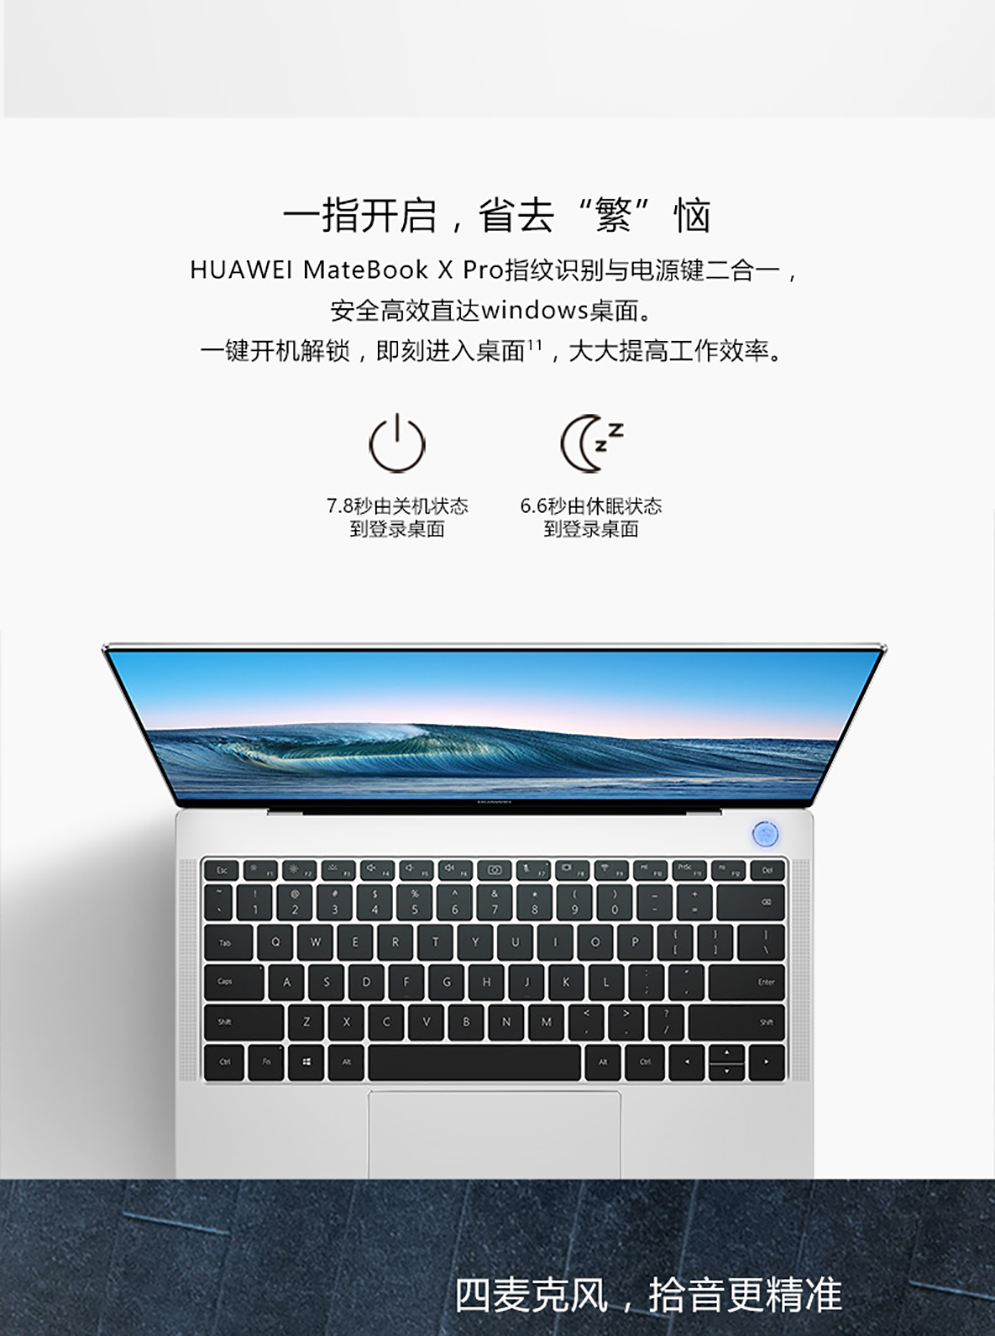 一指开启，省去“繁”恼
HUAWEI MateBook X Pro指纹识别与电源键二合一，
安全高效直达windows桌面。
一键开机解锁，即刻进入桌面11，大大提高工作效率。
7.8秒由关机状态
到登录桌面
6.6秒由休眠状态
到登录桌面
HUAWEI
Esc F1 F2 F3 F4 F5 F6 F7 F8 F9 F10 PrtSc F11 Ins F12 Del
~ ! @ # $ % ^ & * ( ) _ +
` 1 2 3 4 5 6 7 8 9 0 - =
Tab Q W E R T Y U I O P { [ } ] | \
Caps A S D F G H J K L : ; " ' Enter
Shift Z X C V B N M < , > . ? / Shift
Ctrl Fn Alt Alt Ctrl
四麦克风，拾音更精准